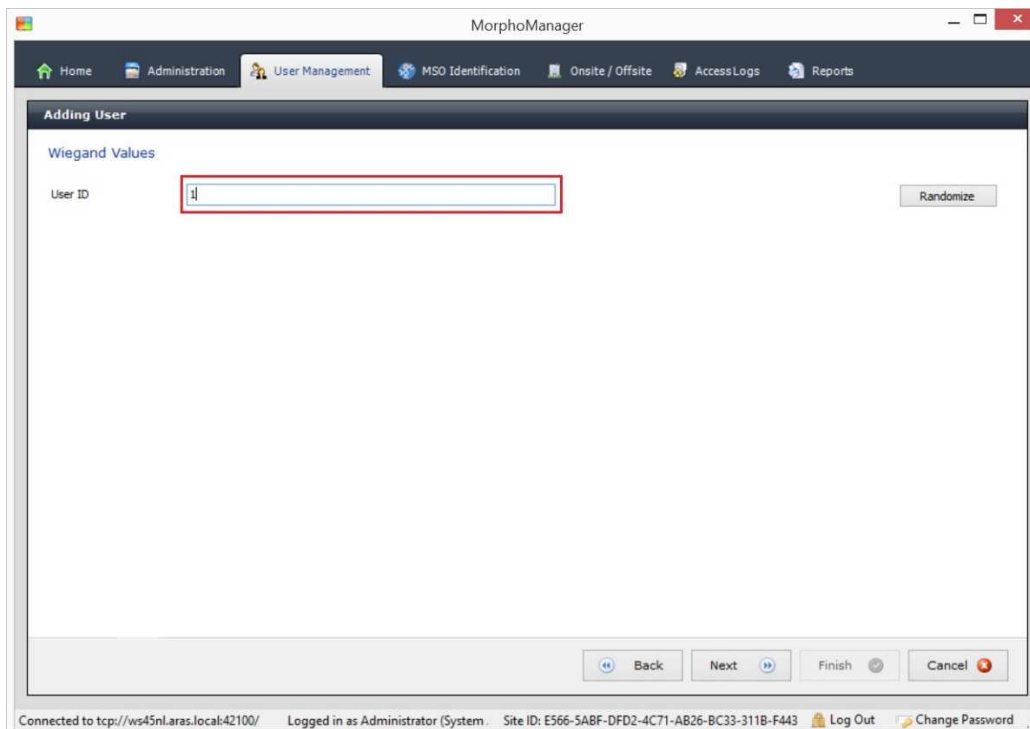 MorphoManager
Home Administration User Management MSO Identification Onsite / Offsite Access Logs Reports
Adding User
Wiegand Values
User ID 1 Randomize
Back Next Finish Cancel
Connected to tcp://ws45nl.aras.local:42100/ Logged in as Administrator (System. Site ID: E566-5ABF-DFD2-4C71-AB26-BC33-311B-F443 Log Out Change Password